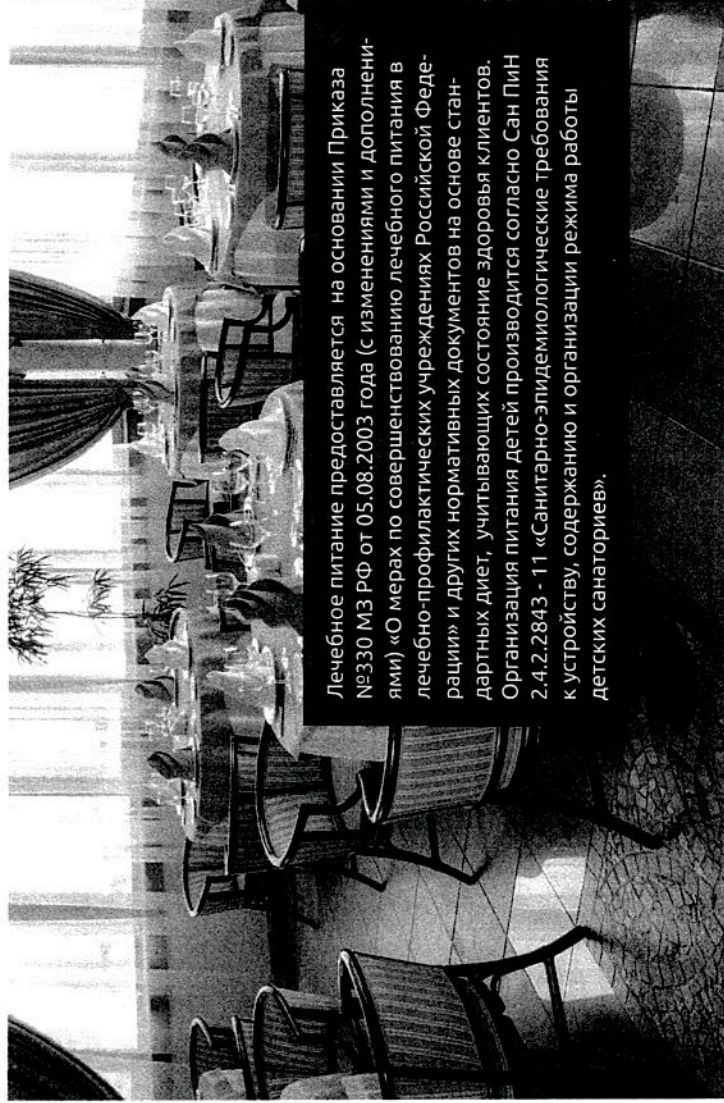 Лечебное питание предоставляется на основании Приказа
№330 МЗ РФ от 05.08.2003 года (с изменениями и дополнени-
ями) «О мерах по совершенствованию лечебного питания в
лечебно-профилактических учреждениях Российской Феде-
рации» и других нормативных документов на основе стан-
дартных диет, учитывающих состояние здоровья клиентов.
Организация питания детей производится согласно Сан ПиН
2.4.2.2843 - 11 «Санитарно-эпидемиологические требования
к устройству, содержанию и организации режима работы
детских санаториев».